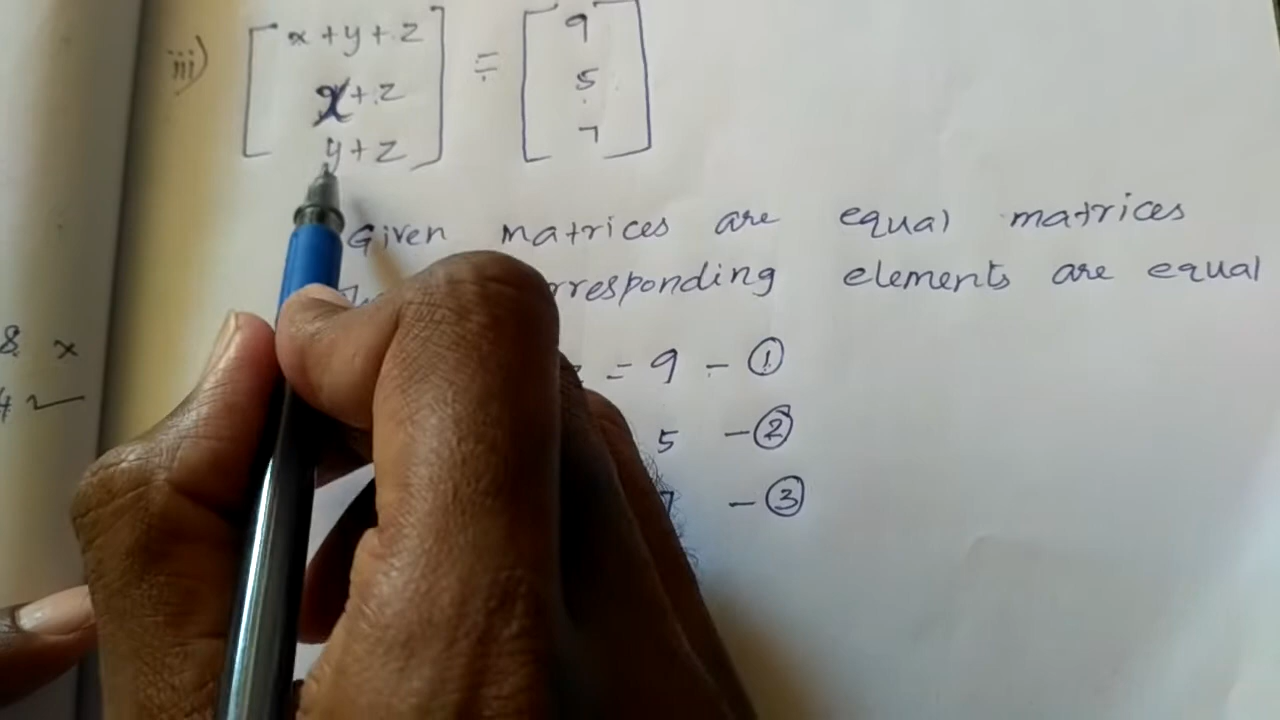 iii) [ x + y + z ] = [ 9 ]
[ x + z ] [ 5 ]
[ y + z ] [ 7 ]
Given matrices are equal matrices
elements are equal
= 9 - ①
8 x
5 - ②
4 ✓
7 - ③